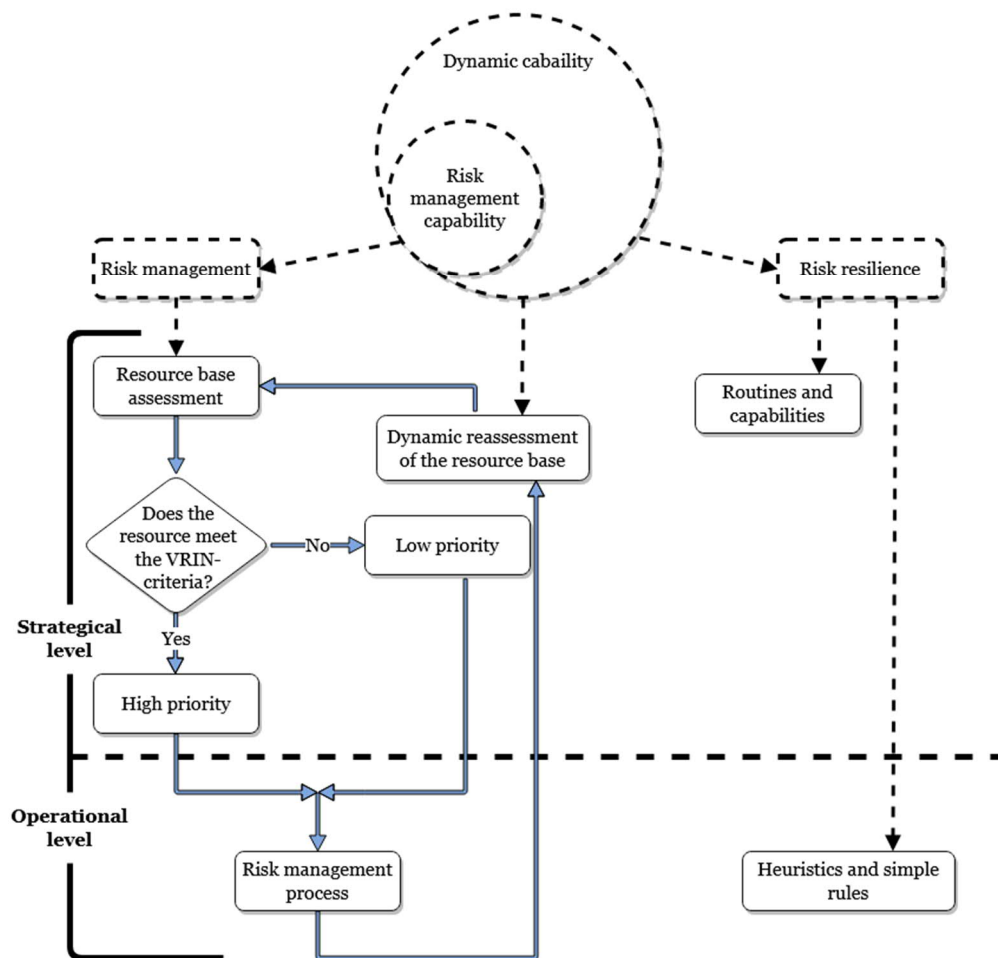 Dynamic cabaility
Risk
management
capability
Risk management
Risk resilience
Resource base
assessment
Routines and
capabilities
Dynamic reassessment
of the resource base
Does the
resource meet
the VRIN-
criteria?
No
Low priority
Strategical
level
Yes
High priority
Operational
level
Risk management
process
Heuristics and simple
rules